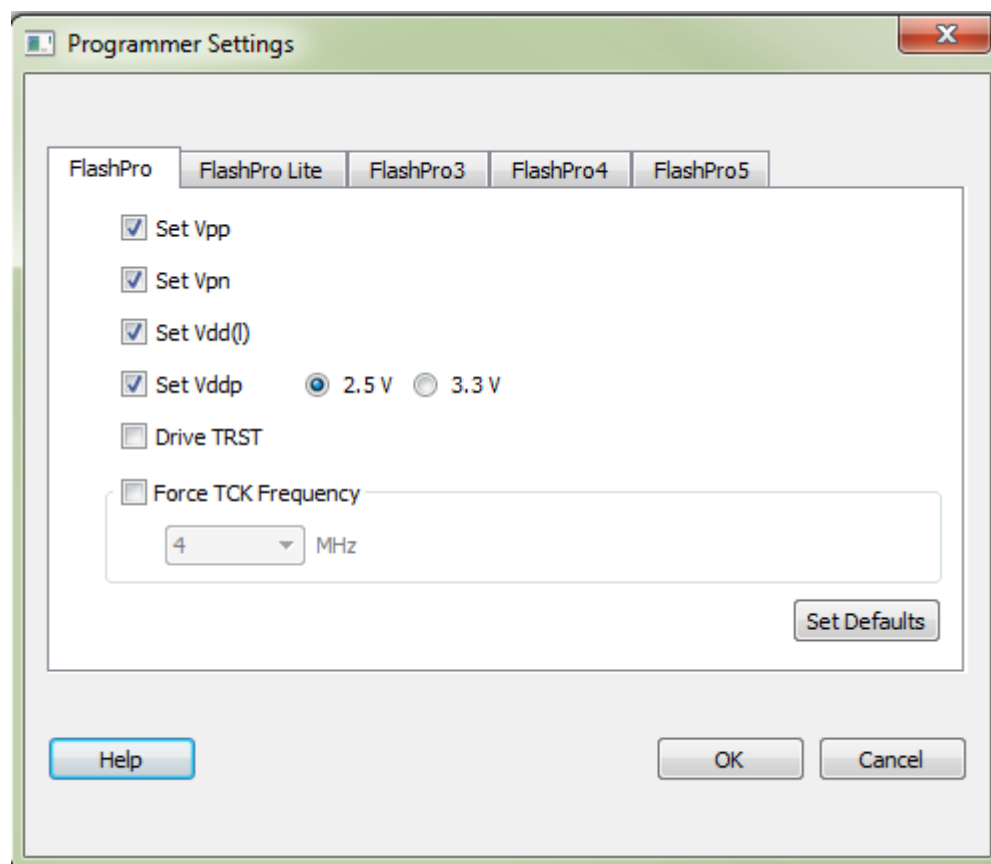 Programmer Settings
FlashPro FlashPro Lite FlashPro3 FlashPro4 FlashPro5
Set Vpp
Set Vpn
Set Vdd(l)
Set Vddp 2.5 V 3.3 V
Drive TRST
Force TCK Frequency
4 MHz
Set Defaults
Help OK Cancel